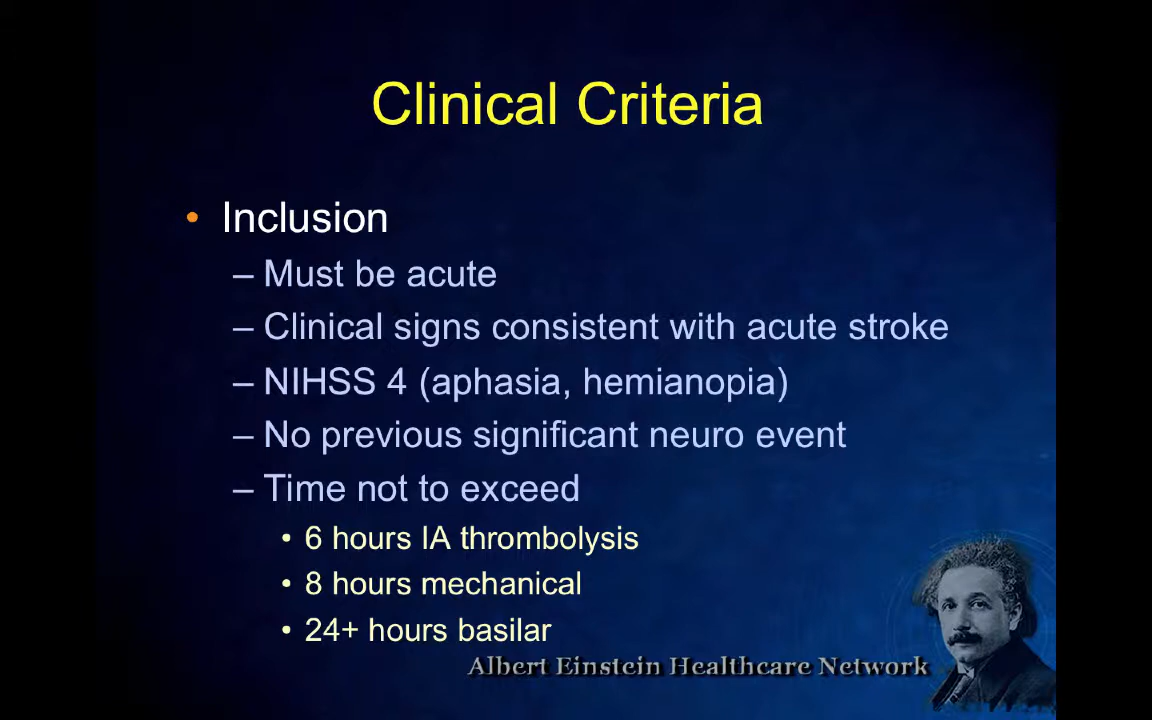 Clinical Criteria
• Inclusion
– Must be acute
– Clinical signs consistent with acute stroke
– NIHSS 4 (aphasia, hemianopia)
– No previous significant neuro event
– Time not to exceed
• 6 hours IA thrombolysis
• 8 hours mechanical
• 24+ hours basilar
Albert Einstein Healthcare Network